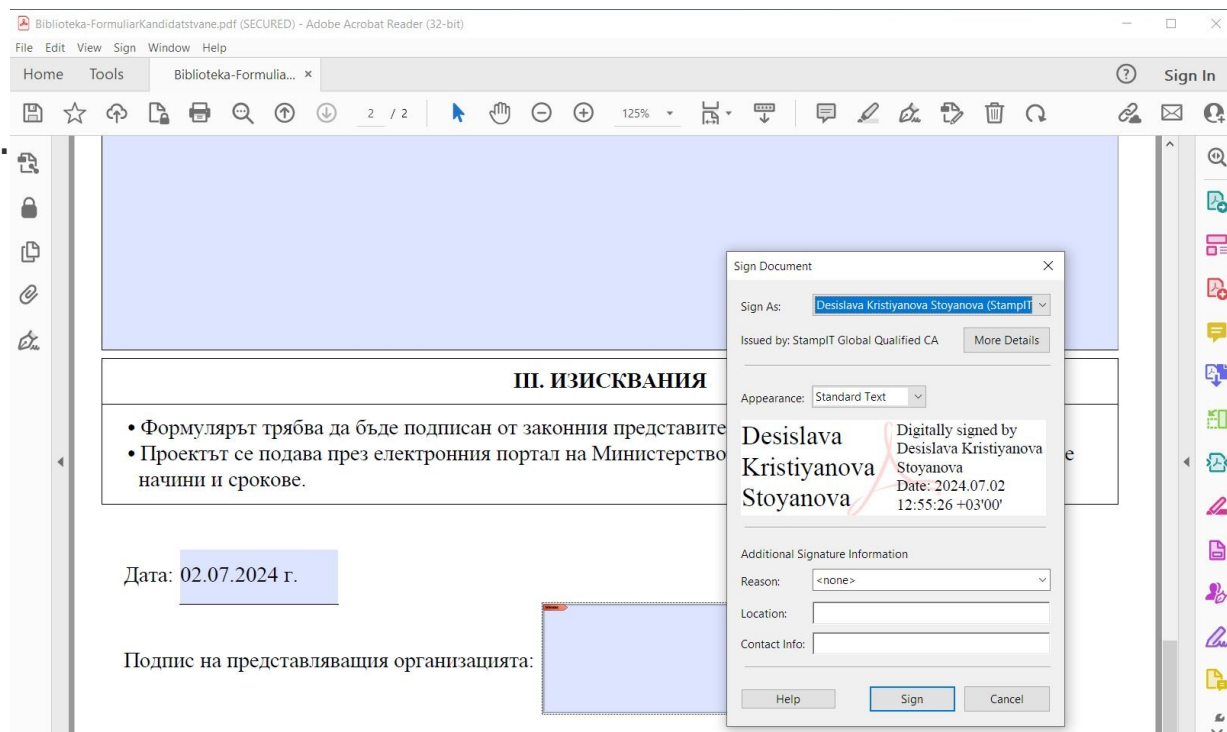 Biblioteka-FormuliarKandidatstvane.pdf (SECURED) - Adobe Acrobat Reader (32-bit)
File Edit View Sign Window Help
Home Tools Biblioteka-Formulia... × Sign In
2 / 2 125%
III. ИЗИСКВАНИЯ
• Формулярът трябва да бъде подписан от законния представите
• Проектът се подава през електронния портал на Министерство е
начини и срокове.
Дата: 02.07.2024 г.
Подпис на представляващия организацията:
Sign Document
Sign As: Desislava Kristiyanova Stoyanova (StampIT
Issued by: StampIT Global Qualified CA More Details
Appearance: Standard Text
Desislava
Kristiyanova
Stoyanova
Digitally signed by
Desislava Kristiyanova
Stoyanova
Date: 2024.07.02
12:55:26 +03'00'
Additional Signature Information
Reason: <none>
Location:
Contact Info:
Help Sign Cancel